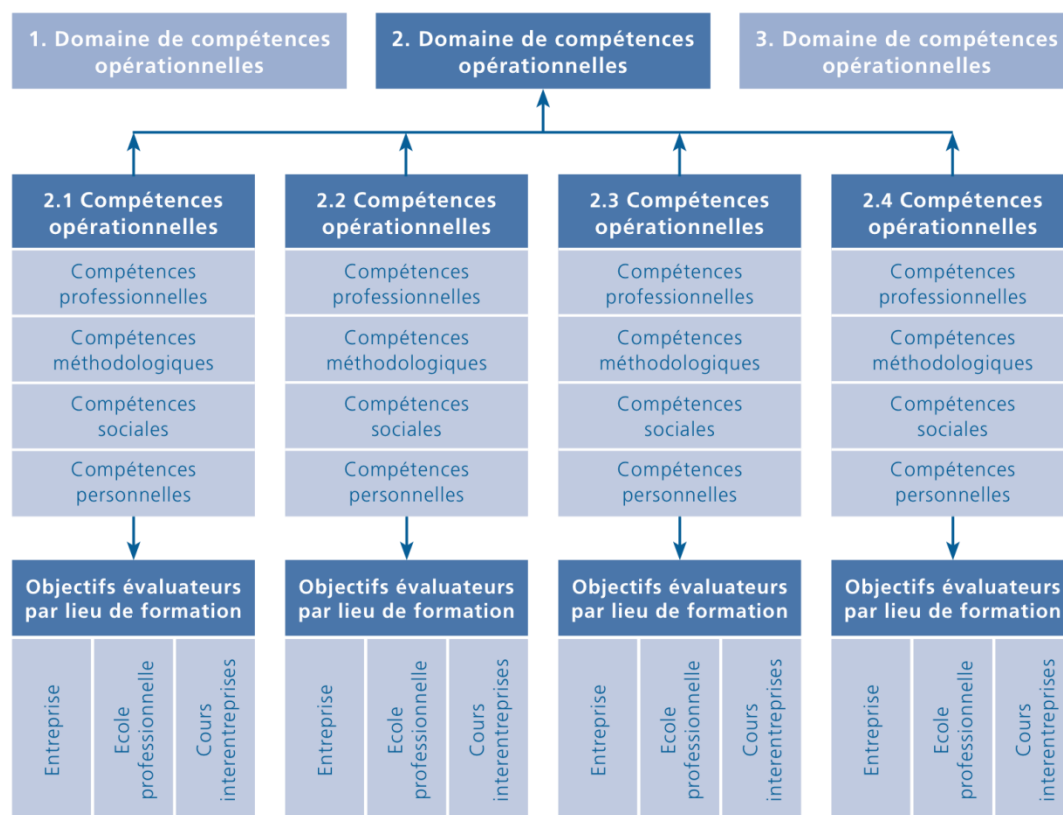 1. Domaine de compétences
opérationnelles
2. Domaine de compétences
opérationnelles
3. Domaine de compétences
opérationnelles
2.1 Compétences
opérationnelles
2.2 Compétences
opérationnelles
2.3 Compétences
opérationnelles
2.4 Compétences
opérationnelles
Compétences
professionnelles
Compétences
professionnelles
Compétences
professionnelles
Compétences
professionnelles
Compétences
méthodologiques
Compétences
méthodologiques
Compétences
méthodologiques
Compétences
méthodologiques
Compétences
sociales
Compétences
sociales
Compétences
sociales
Compétences
sociales
Compétences
personnelles
Compétences
personnelles
Compétences
personnelles
Compétences
personnelles
Objectifs évaluateurs
par lieu de formation
Objectifs évaluateurs
par lieu de formation
Objectifs évaluateurs
par lieu de formation
Objectifs évaluateurs
par lieu de formation
Entreprise
Ecole
professionnelle
Cours
interentreprises
Entreprise
Ecole
professionnelle
Cours
interentreprises
Entreprise
Ecole
professionnelle
Cours
interentreprises
Entreprise
Ecole
professionnelle
Cours
interentreprises